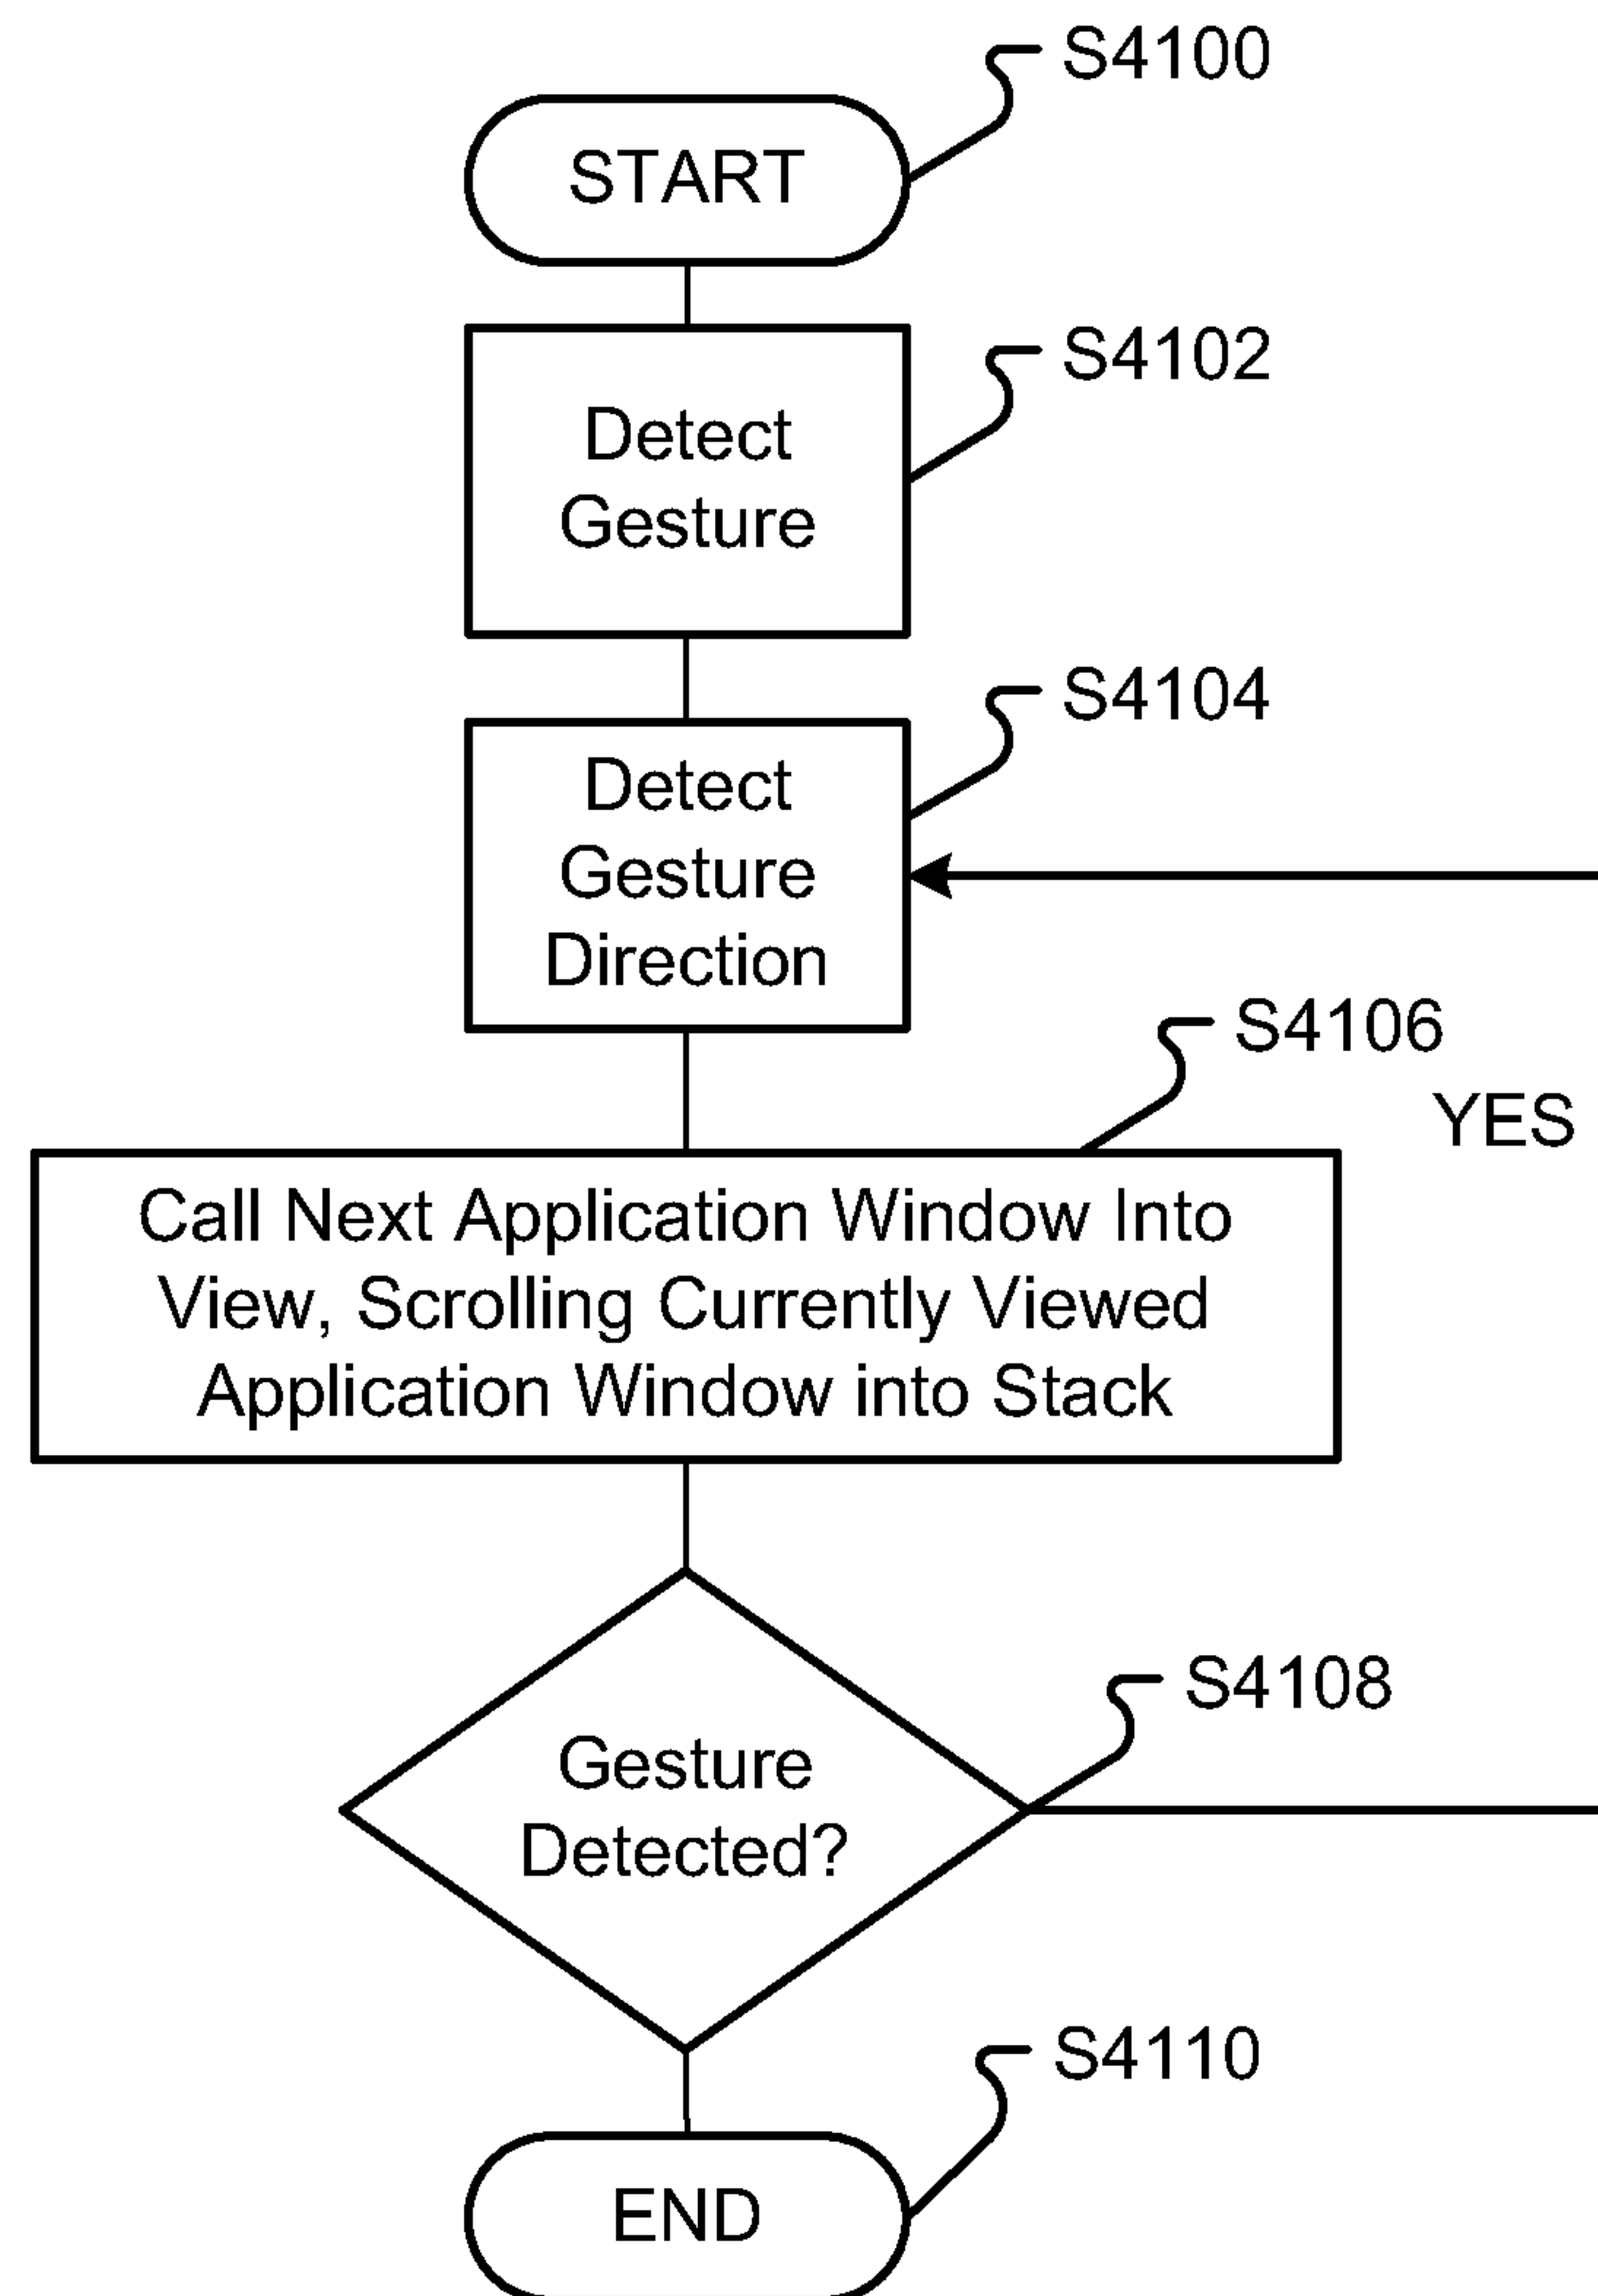 S4100
START
S4102
Detect
Gesture
S4104
Detect
Gesture
Direction
S4106
YES
Call Next Application Window Into
View, Scrolling Currently Viewed
Application Window into Stack
S4108
Gesture
Detected?
S4110
END